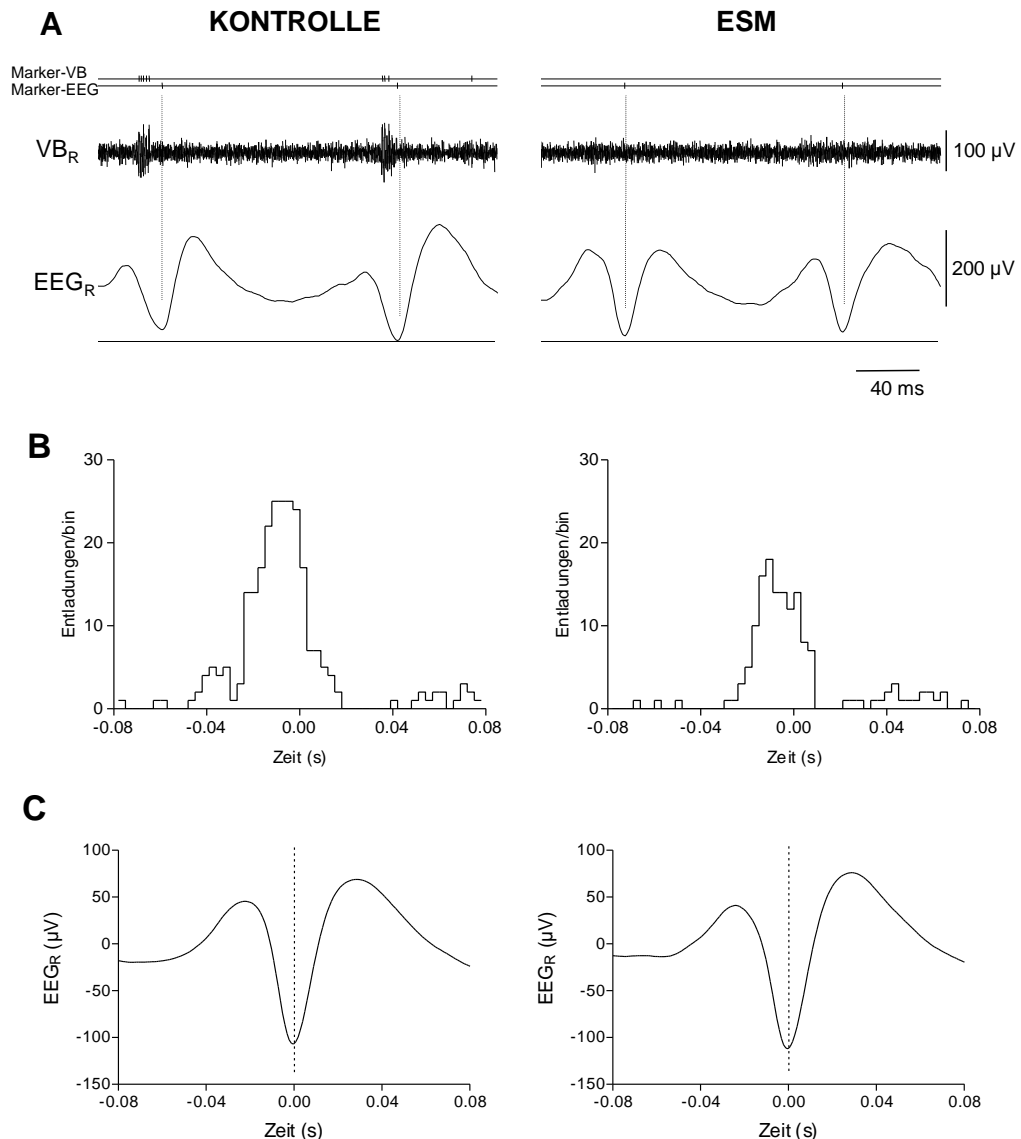 A
KONTROLLE
ESM
Marker-VB
Marker-EEG
VBR
100 µV
EEGR
200 µV
40 ms
B
30
20
10
0
Entladungen/bin
-0.08 -0.04 0.00 0.04 0.08
Zeit (s)
30
20
10
0
Entladungen/bin
-0.08 -0.04 0.00 0.04 0.08
Zeit (s)
C
100
50
0
-50
-100
-150
EEGR (µV)
-0.08 -0.04 0.00 0.04 0.08
Zeit (s)
100
50
0
-50
-100
-150
EEGR (µV)
-0.08 -0.04 0.00 0.04 0.08
Zeit (s)